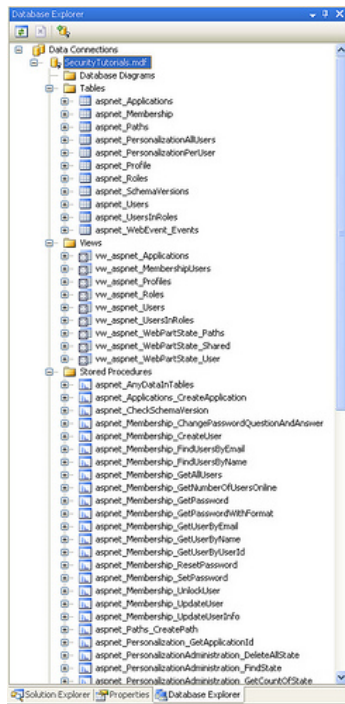 Database Explorer
Data Connections
SecurityTutorials.mdf
Database Diagrams
Tables
aspnet_Applications
aspnet_Membership
aspnet_Paths
aspnet_PersonalizationAllUsers
aspnet_PersonalizationPerUser
aspnet_Profile
aspnet_Roles
aspnet_SchemaVersions
aspnet_Users
aspnet_UsersInRoles
aspnet_WebEvent_Events
Views
vw_aspnet_Applications
vw_aspnet_MembershipUsers
vw_aspnet_Profiles
vw_aspnet_Roles
vw_aspnet_Users
vw_aspnet_UsersInRoles
vw_aspnet_WebPartState_Paths
vw_aspnet_WebPartState_Shared
vw_aspnet_WebPartState_User
Stored Procedures
aspnet_AnyDataInTables
aspnet_Applications_CreateApplication
aspnet_CheckSchemaVersion
aspnet_Membership_ChangePasswordQuestionAndAnswer
aspnet_Membership_CreateUser
aspnet_Membership_FindUsersByEmail
aspnet_Membership_FindUsersByName
aspnet_Membership_GetAllUsers
aspnet_Membership_GetNumberOfUsersOnline
aspnet_Membership_GetPassword
aspnet_Membership_GetPasswordWithFormat
aspnet_Membership_GetUserByEmail
aspnet_Membership_GetUserByName
aspnet_Membership_GetUserByUserId
aspnet_Membership_ResetPassword
aspnet_Membership_SetPassword
aspnet_Membership_UnlockUser
aspnet_Membership_UpdateUser
aspnet_Membership_UpdateUserInfo
aspnet_Paths_CreatePath
aspnet_Personalization_GetApplicationId
aspnet_PersonalizationAdministration_DeleteAllState
aspnet_PersonalizationAdministration_FindState
aspnet_PersonalizationAdministration_GetCountOfState
Solution Explorer Properties Database Explorer